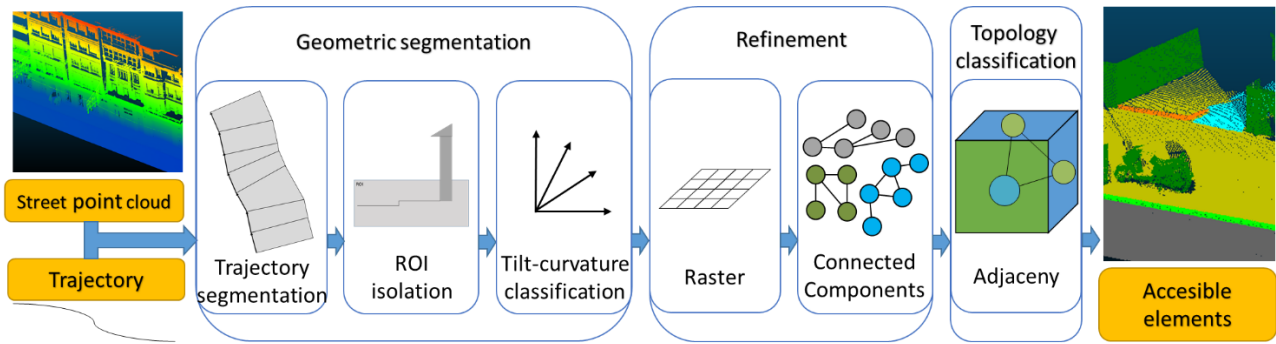 Street point cloud
Trajectory
Geometric segmentation
Trajectory
segmentation
ROI
ROI
isolation
Tilt-curvature
classification
Refinement
Raster
Connected
Components
Topology
classification
Adjaceny
Accesible
elements